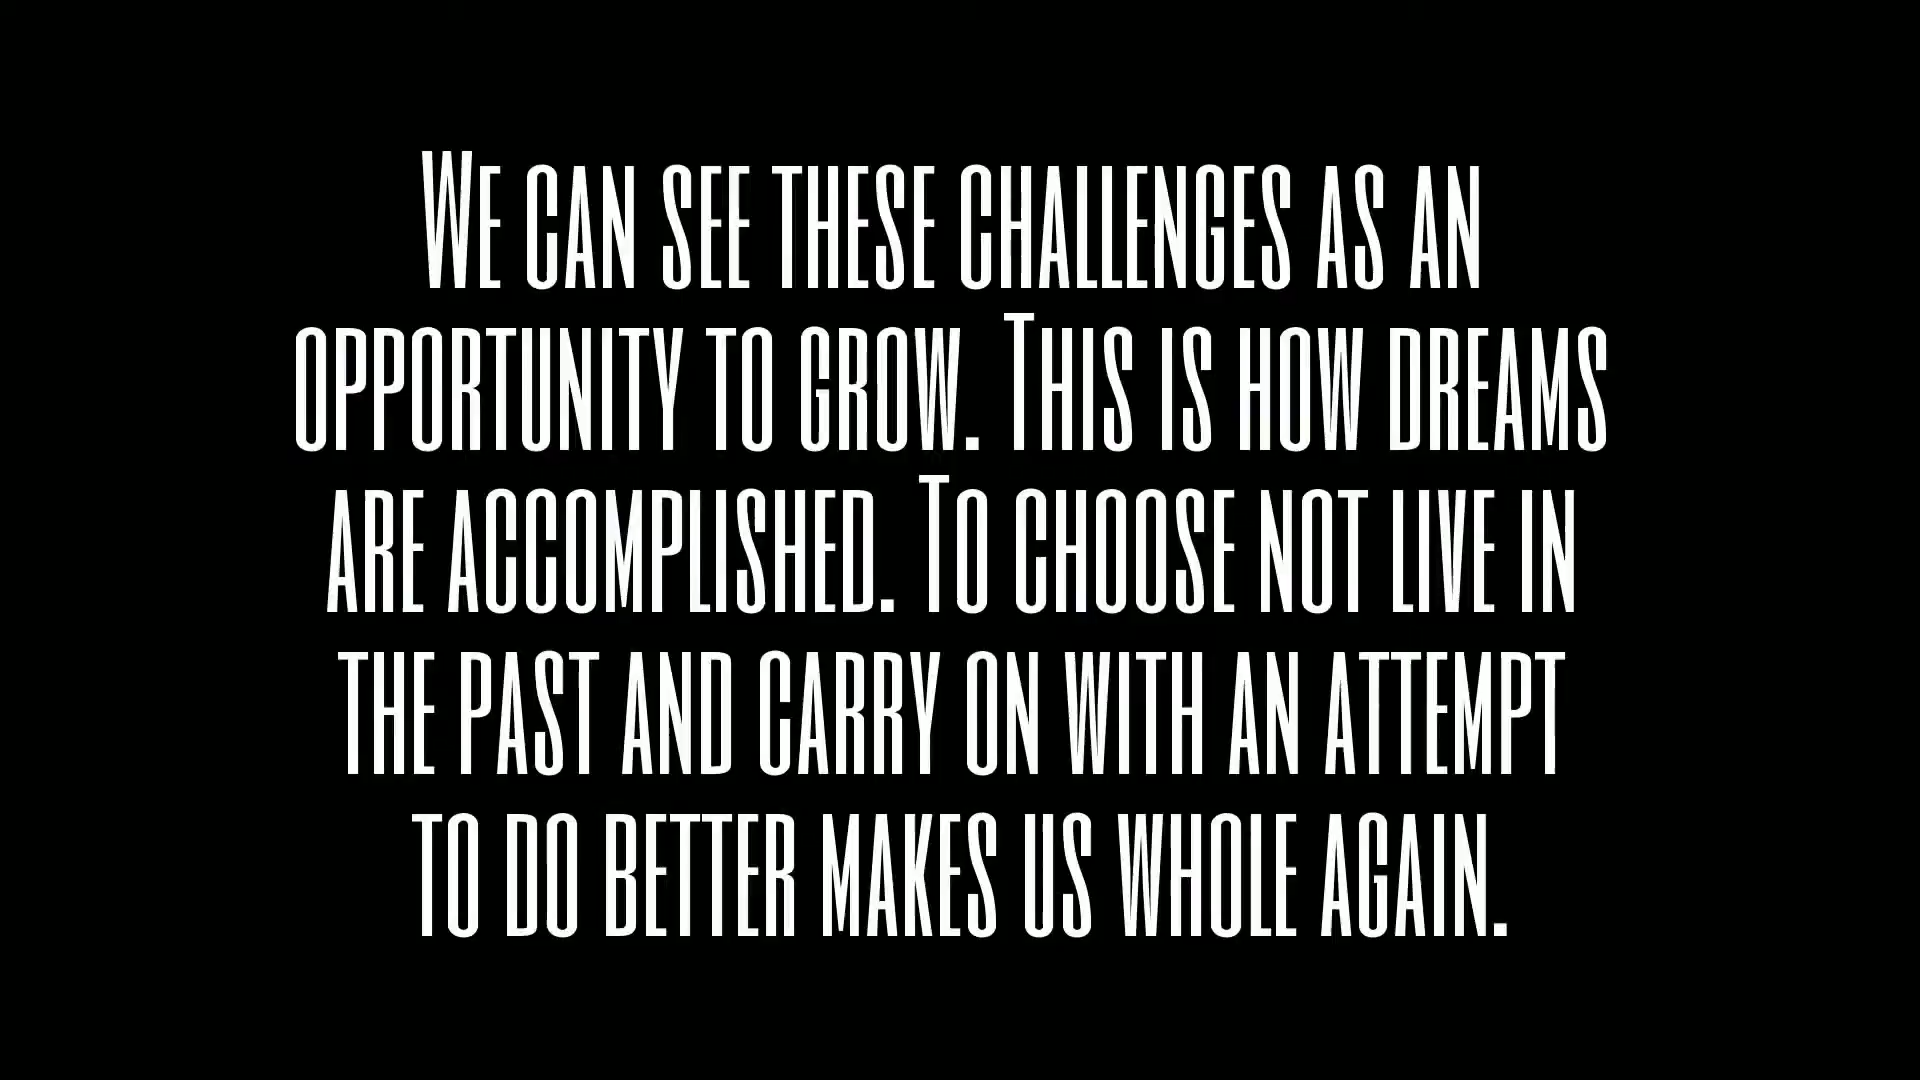 We can see these challenges as an
opportunity to grow. This is how dreams
are accomplished. To choose not live in
the past and carry on with an attempt
to do better makes us whole again.